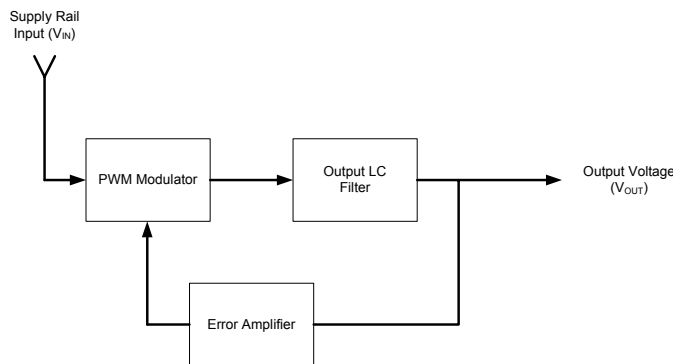 Supply Rail
Input (VIN)
PWM Modulator
Output LC
Filter
Output Voltage
(VOUT)
Error Amplifier